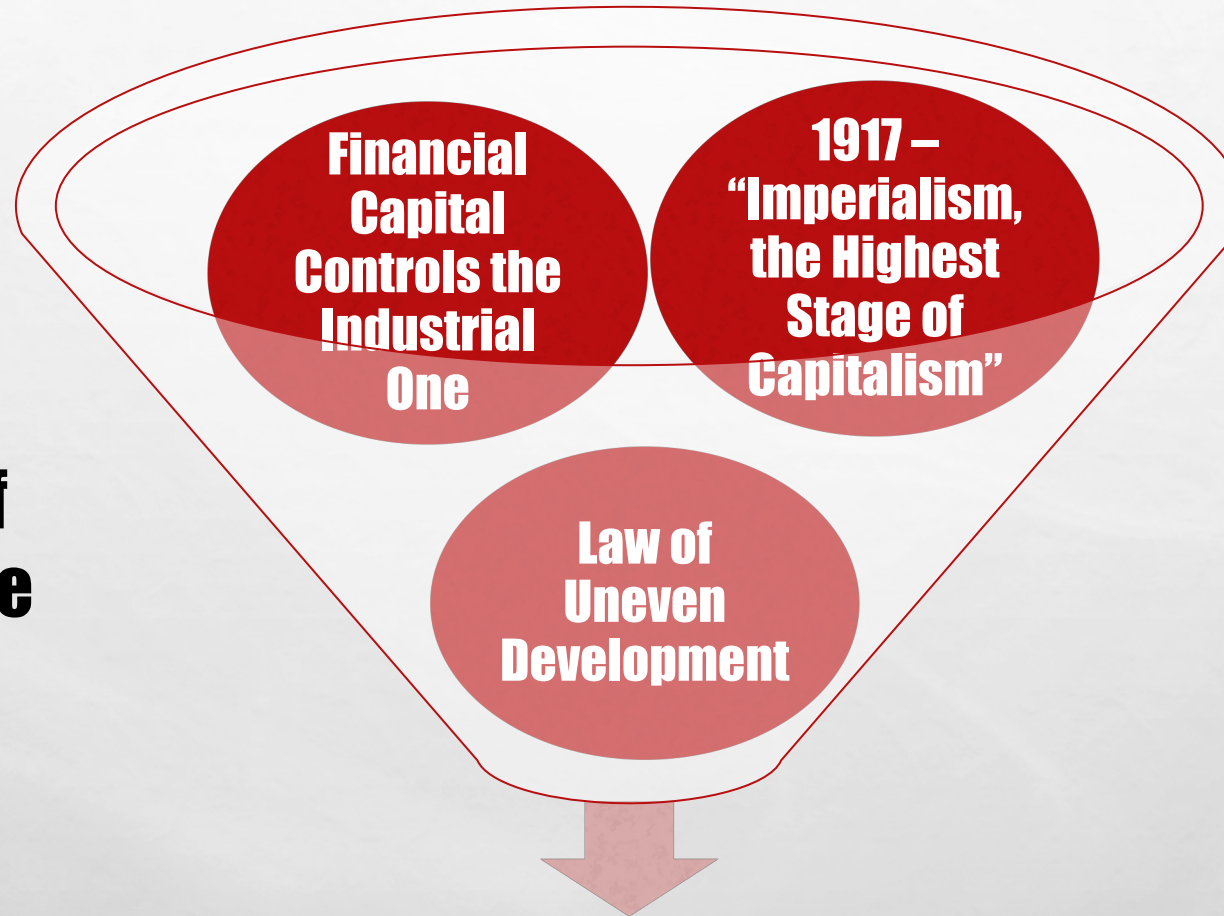 Financial
Capital
Controls the
Industrial
One
1917 –
“Imperialism,
the Highest
Stage of
Capitalism”
Law of
Uneven
Development